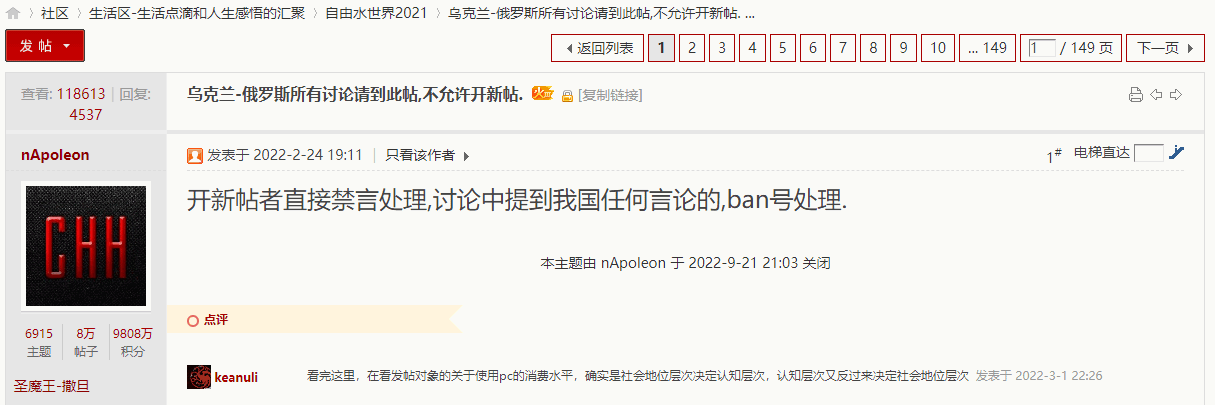 社区 〉 生活区-生活点滴和人生感悟的汇聚 〉 自由水世界2021 〉 乌克兰-俄罗斯所有讨论请到此帖,不允许开新帖. ...
发 帖
返回列表 1 2 3 4 5 6 7 8 9 10 ... 149 1 / 149 页 下一页
查看: 118613 | 回复: 4537
乌克兰-俄罗斯所有讨论请到此帖,不允许开新帖. 火 [复制链接]
nApoleon
发表于 2022-2-24 19:11 | 只看该作者
1# 电梯直达
开新帖者直接禁言处理,讨论中提到我国任何言论的,ban号处理.
CHH
本主题由 nApoleon 于 2022-9-21 21:03 关闭
点评
6915 8万 9808万
主题 帖子 积分
圣魔王-撒旦
keanuli 看完这里，在看发帖对象的关于使用pc的消费水平，确实是社会地位层次决定认知层次，认知层次又反过来决定社会地位层次 发表于 2022-3-1 22:26